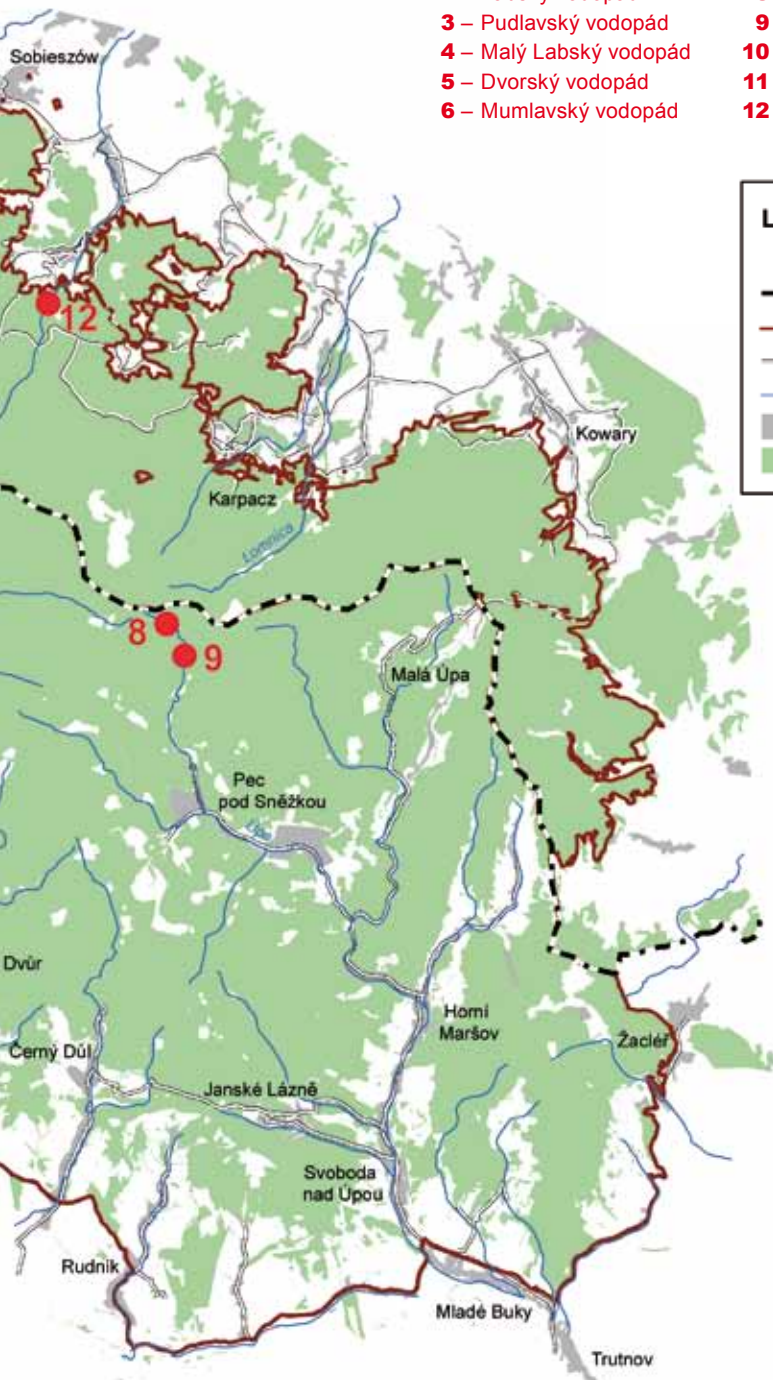 3 – Pudlavský vodopád 9
4 – Malý Labský vodopád 10
5 – Dvorský vodopád 11
6 – Mumlavský vodopád 12
Sobieszów
L
12
Kowary
Karpacz
Łomnica
8
9
Malá Úpa
Pec
pod Sněžkou
Úpa
Dvůr
Horní
Maršov
Žacléř
Černý Důl
Janské Lázně
Svoboda
nad Úpou
Rudník
Mladé Buky
Trutnov